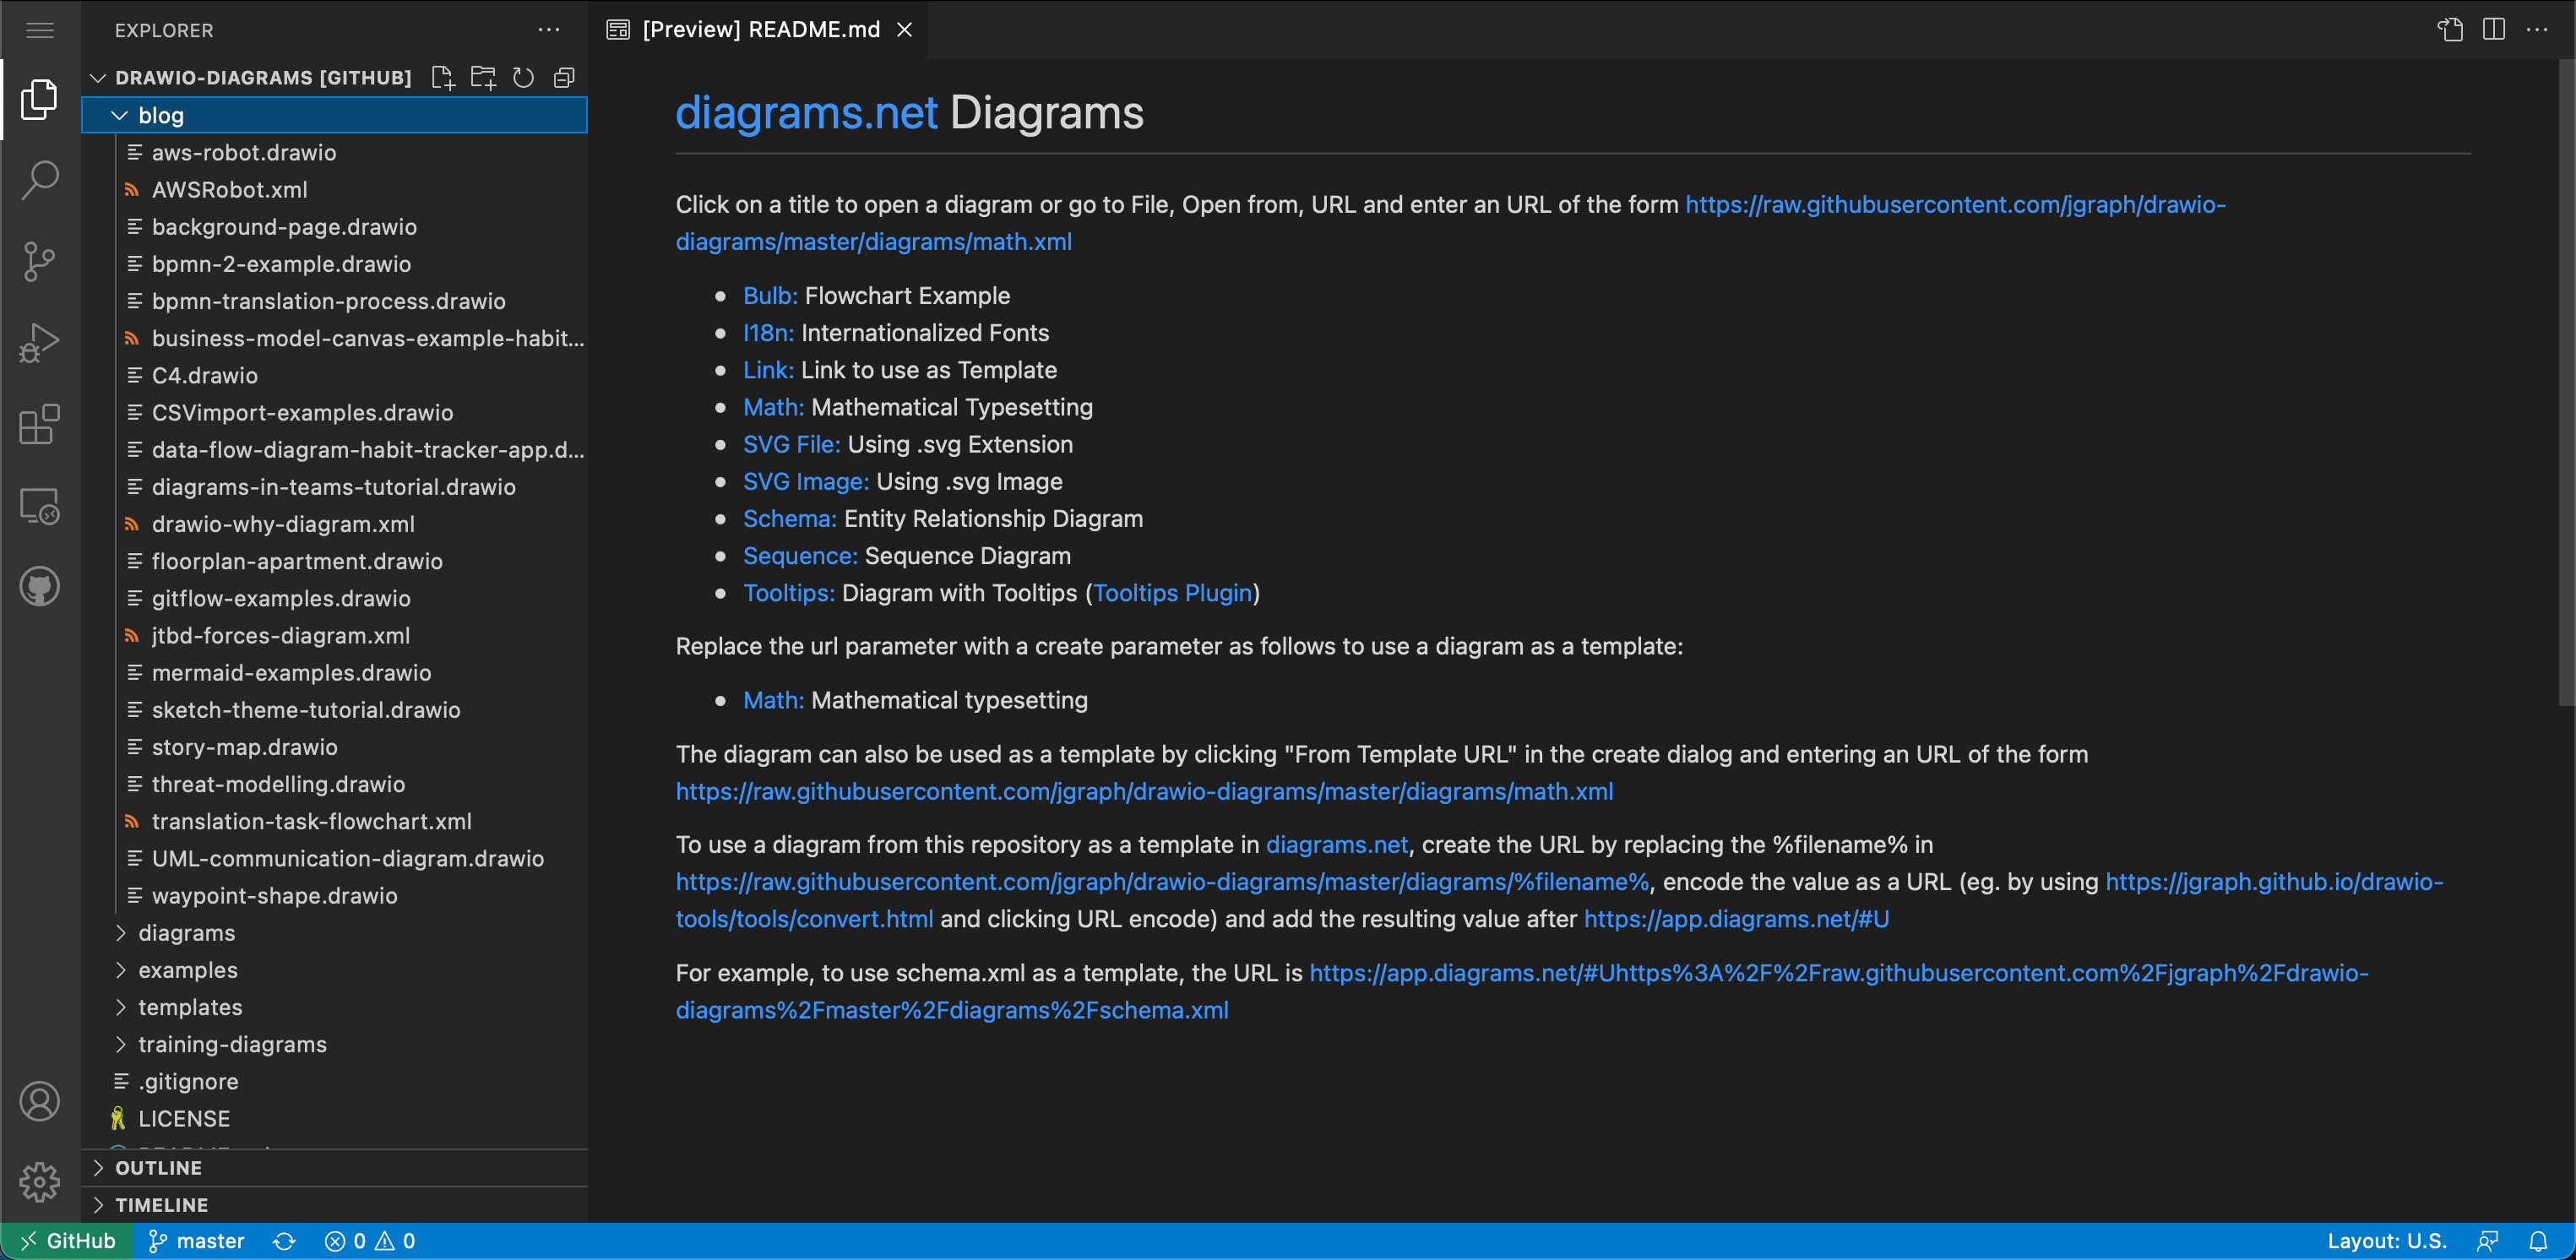 EXPLORER
DRAWIO-DIAGRAMS [GITHUB]
blog
aws-robot.drawio
AWSRobot.xml
background-page.drawio
bpmn-2-example.drawio
bpmn-translation-process.drawio
business-model-canvas-example-habit...
C4.drawio
CSVimport-examples.drawio
data-flow-diagram-habit-tracker-app.d...
diagrams-in-teams-tutorial.drawio
drawio-why-diagram.xml
floorplan-apartment.drawio
gitflow-examples.drawio
jtbd-forces-diagram.xml
mermaid-examples.drawio
sketch-theme-tutorial.drawio
story-map.drawio
threat-modelling.drawio
translation-task-flowchart.xml
UML-communication-diagram.drawio
waypoint-shape.drawio
diagrams
examples
templates
training-diagrams
.gitignore
LICENSE
OUTLINE
TIMELINE
[Preview] README.md
diagrams.net Diagrams
Click on a title to open a diagram or go to File, Open from, URL and enter an URL of the form https://raw.githubusercontent.com/jgraph/drawio-
diagrams/master/diagrams/math.xml
Bulb: Flowchart Example
I18n: Internationalized Fonts
Link: Link to use as Template
Math: Mathematical Typesetting
SVG File: Using .svg Extension
SVG Image: Using .svg Image
Schema: Entity Relationship Diagram
Sequence: Sequence Diagram
Tooltips: Diagram with Tooltips (Tooltips Plugin)
Replace the url parameter with a create parameter as follows to use a diagram as a template:
Math: Mathematical typesetting
The diagram can also be used as a template by clicking "From Template URL" in the create dialog and entering an URL of the form
https://raw.githubusercontent.com/jgraph/drawio-diagrams/master/diagrams/math.xml
To use a diagram from this repository as a template in diagrams.net, create the URL by replacing the %filename% in
https://raw.githubusercontent.com/jgraph/drawio-diagrams/master/diagrams/%filename%, encode the value as a URL (eg. by using https://jgraph.github.io/drawio-
tools/tools/convert.html and clicking URL encode) and add the resulting value after https://app.diagrams.net/#U
For example, to use schema.xml as a template, the URL is https://app.diagrams.net/#Uhttps%3A%2F%2Fraw.githubusercontent.com%2Fjgraph%2Fdrawio-
diagrams%2Fmaster%2Fdiagrams%2Fschema.xml
GitHub master 0 0 Layout: U.S.